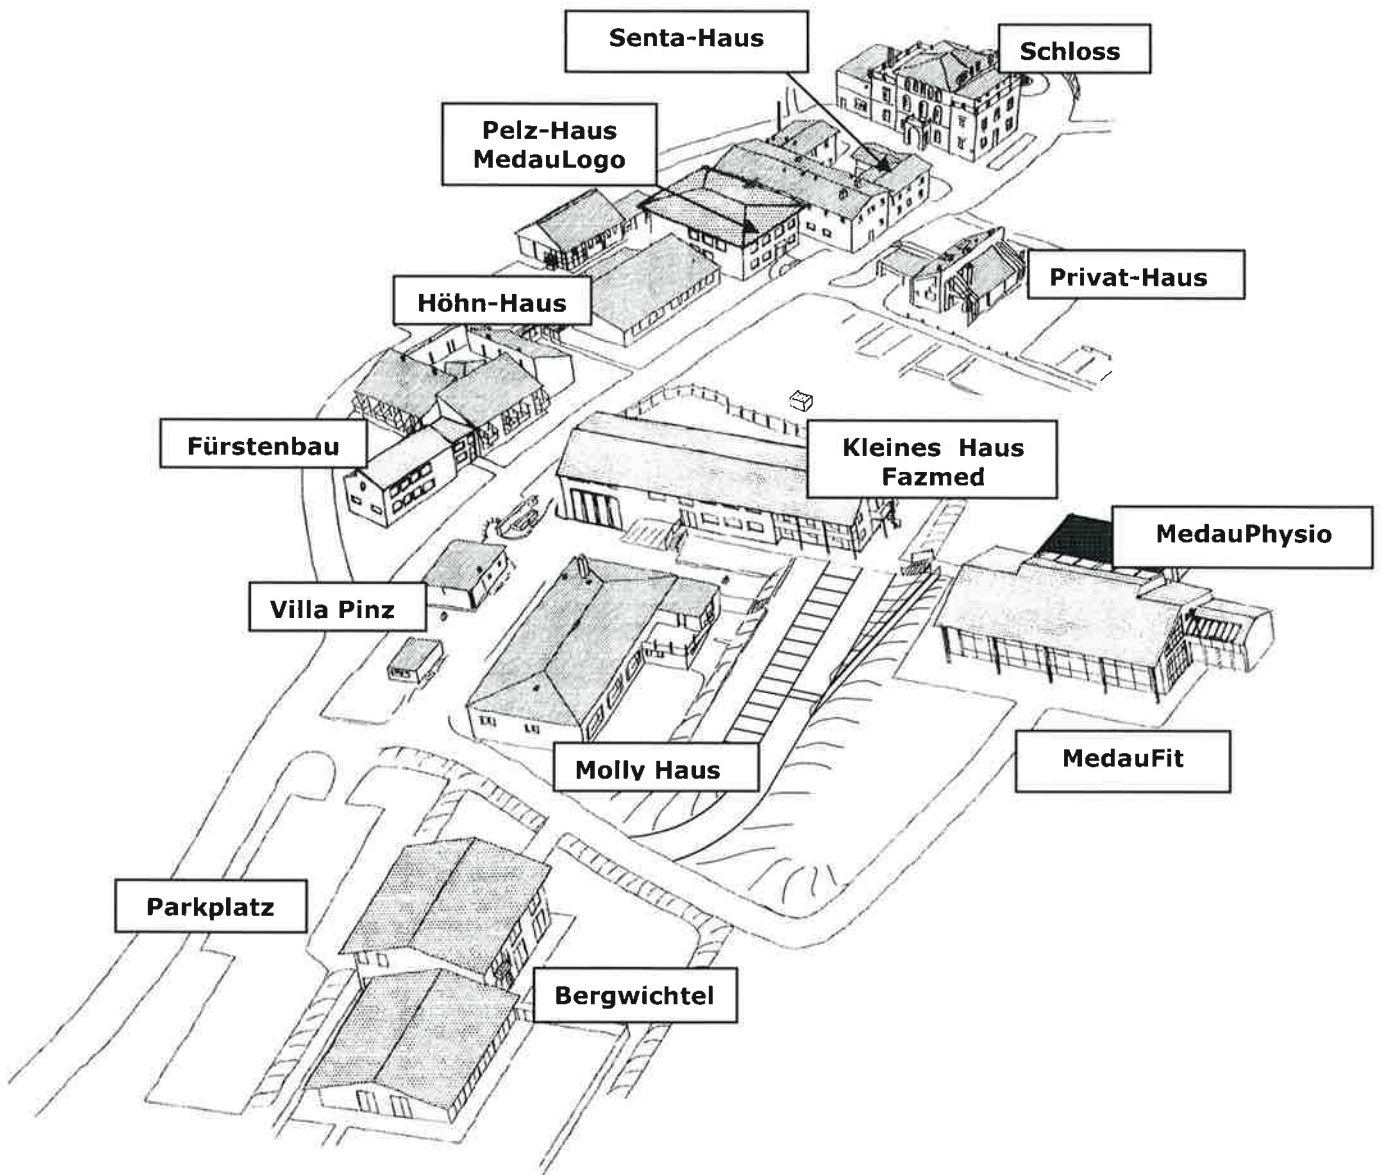 Senta-Haus
Schloss
Pelz-Haus
MedauLogo
Privat-Haus
Höhn-Haus
Fürstenbau
Kleines Haus
Fazmed
MedauPhysio
Villa Pinz
Molly Haus
MedauFit
Parkplatz
Bergwichtel